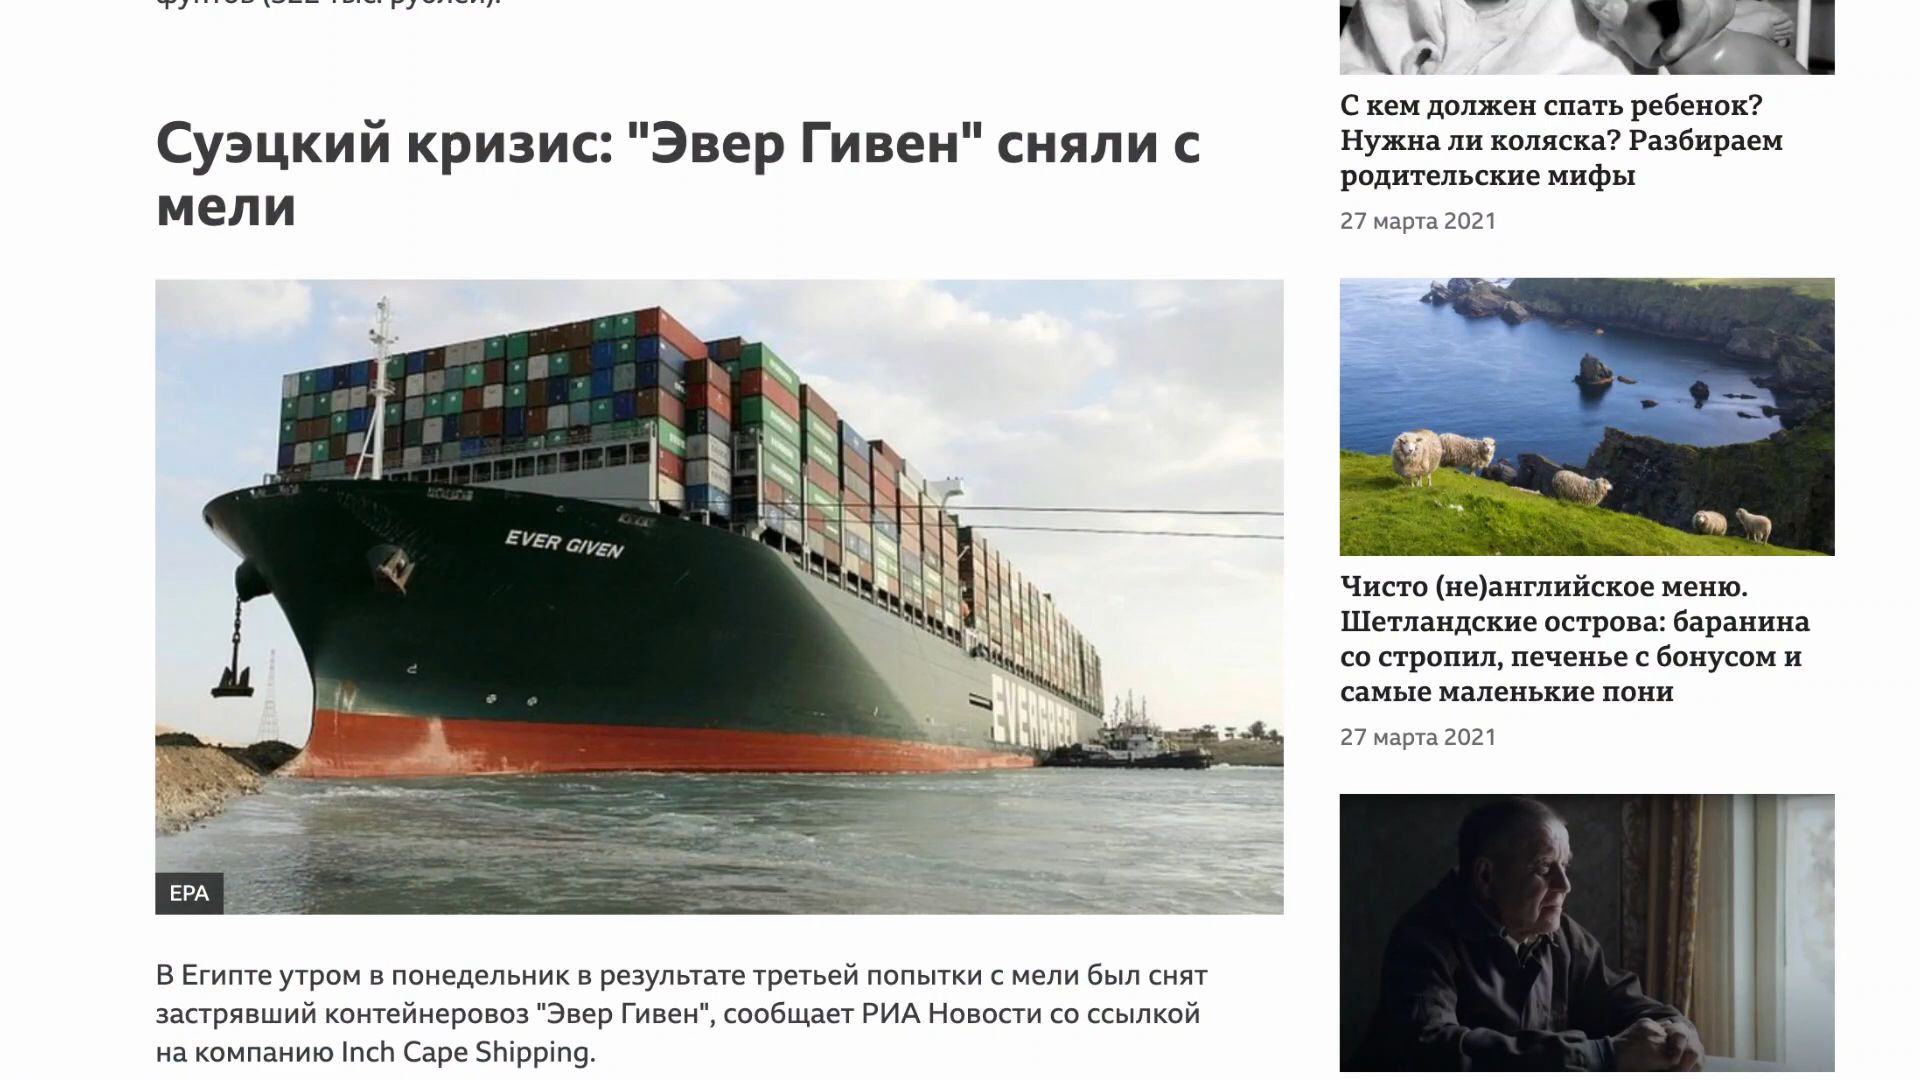 Суэцкий кризис: "Эвер Гивен" сняли с
мели
EVER GIVEN
EVERGREEN
EPA
В Египте утром в понедельник в результате третьей попытки с мели был снят
застрявший контейнеровоз "Эвер Гивен", сообщает РИА Новости со ссылкой
на компанию Inch Cape Shipping.
С кем должен спать ребенок?
Нужна ли коляска? Разбираем
родительские мифы
27 марта 2021
Чисто (не)английское меню.
Шетландские острова: баранина
со стропил, печенье с бонусом и
самые маленькие пони
27 марта 2021